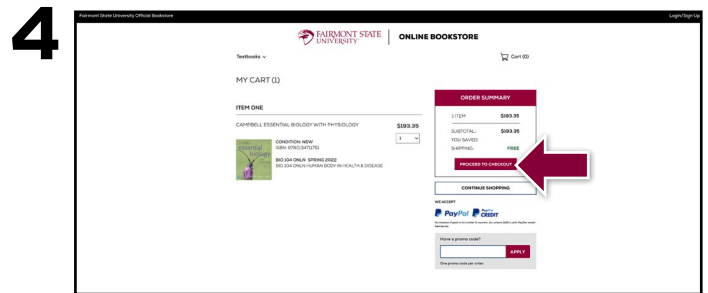 4
Fairmont State University Official Bookstore
Login/Sign Up
FAIRMONT STATE
UNIVERSITY
ONLINE BOOKSTORE
Textbooks
Cart (0)
MY CART (1)
ITEM ONE
CAMPBELL ESSENTIAL BIOLOGY WITH PHYSIOLOGY
$193.35
1
essential
biology
CONDITION: NEW
BIO 104 ONLN SPRING 2022
BIO 104 ONLN HUMAN BODY IN HEALTH & DISEASE
ORDER SUMMARY
1 ITEM
$193.35
SUBTOTAL:
$193.35
YOU SAVED:
SHIPPING:
FREE
PROCEED TO CHECKOUT
CONTINUE SHOPPING
WE ACCEPT
PayPal
PayPal
CREDIT
Have a promo code?
APPLY
One promo code per order.